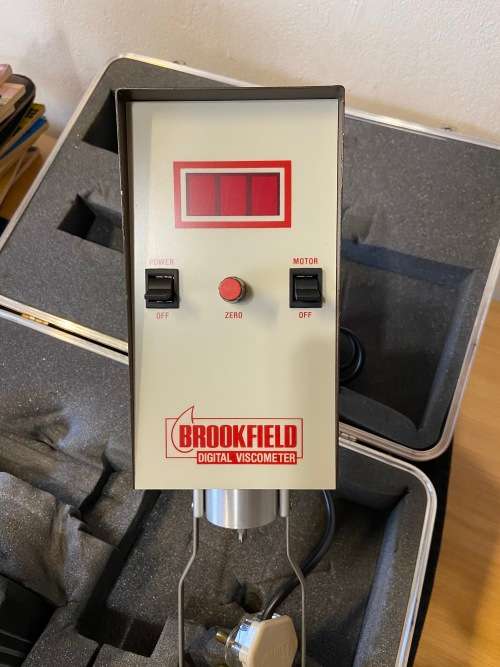 POWER
MOTOR
OFF
ZERO
OFF
BROOKFIELD
DIGITAL VISCOMETER